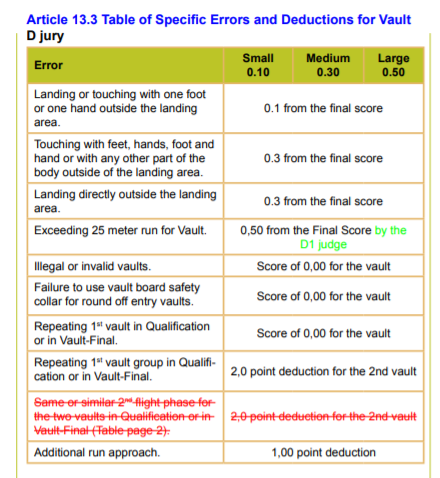 Article 13.3 Table of Specific Errors and Deductions for Vault
D jury
Error
Small
0.10
Medium
0.30
Large
0.50
Landing or touching with one foot
or one hand outside the landing
area.
0.1 from the final score
Touching with feet, hands, foot and
hand or with any other part of the
body outside of the landing area.
0.3 from the final score
Landing directly outside the landing
area.
0.3 from the final score
Exceeding 25 meter run for Vault.
0,50 from the Final Score by the
D1 judge
Illegal or invalid vaults.
Score of 0,00 for the vault
Failure to use vault board safety
collar for round off entry vaults.
Score of 0,00 for the vault
Repeating 1st vault in Qualification
or in Vault-Final.
Score of 0,00 for the vault
Repeating 1st vault group in Qualifi-
cation or in Vault-Final.
2,0 point deduction for the 2nd vault
Same or similar 2nd flight phase for
the two vaults in Qualification or in
Vault-Final (Table page 2).
2,0 point deduction for the 2nd vault
Additional run approach.
1,00 point deduction